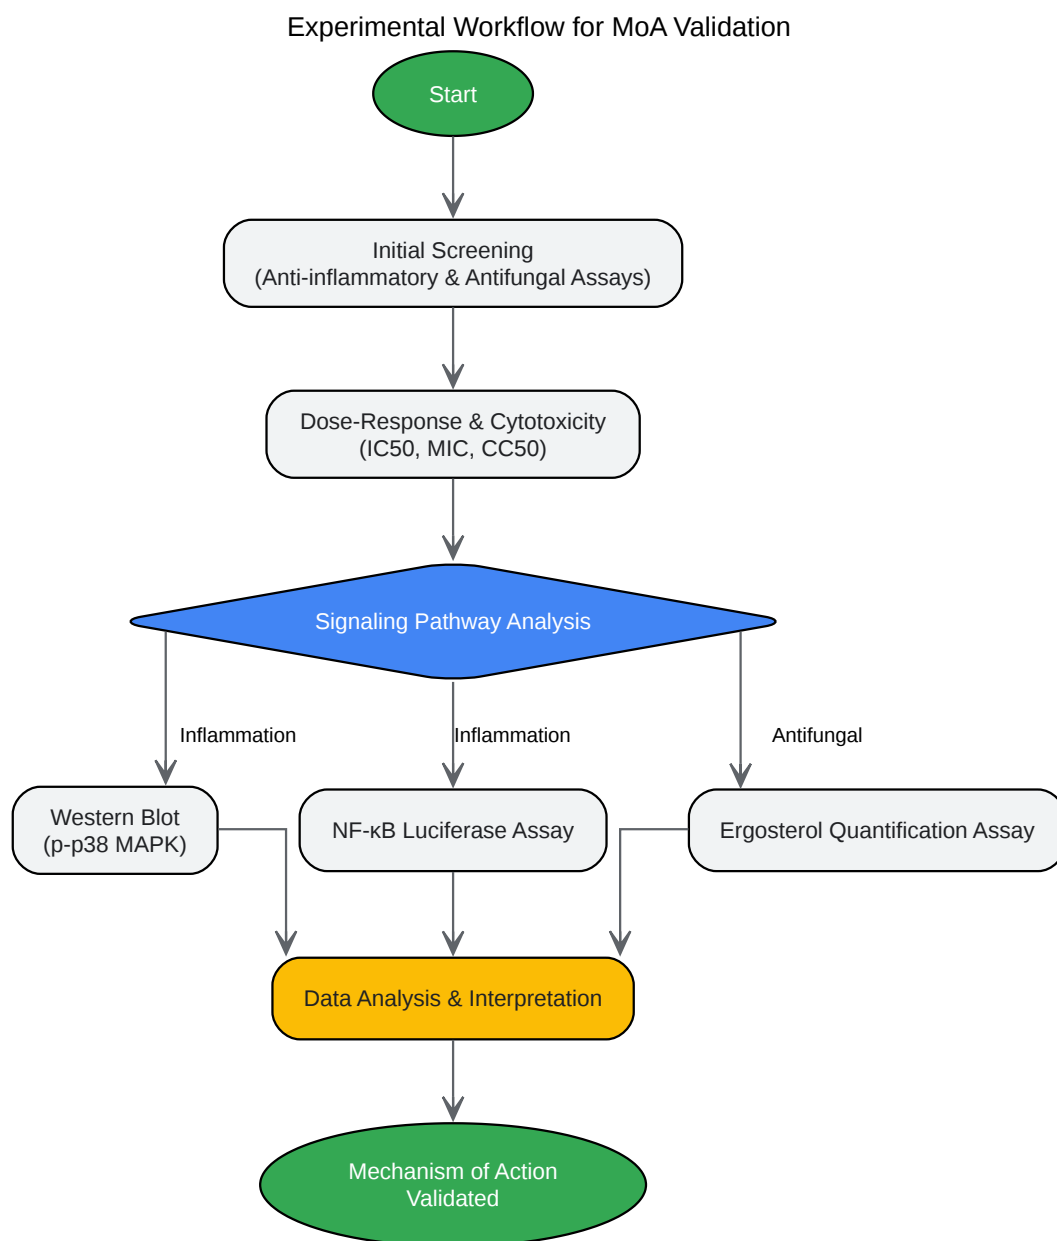 Experimental Workflow for MoA Validation
Start
Initial Screening
(Anti-inflammatory & Antifungal Assays)
Dose-Response & Cytotoxicity
(IC50, MIC, CC50)
Signaling Pathway Analysis
Inflammation
Inflammation
Antifungal
Western Blot
(p-p38 MAPK)
NF-κB Luciferase Assay
Ergosterol Quantification Assay
Data Analysis & Interpretation
Mechanism of Action
Validated